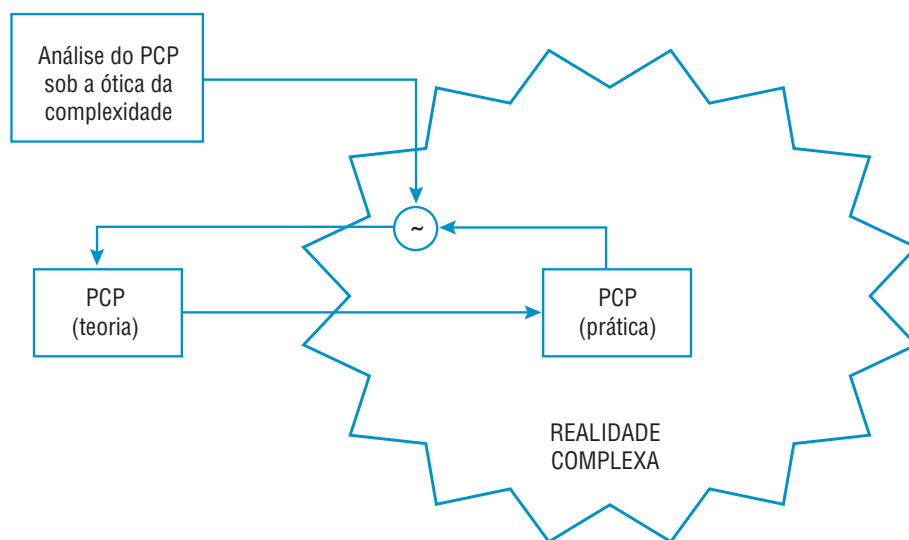 Análise do PCP
sob a ótica da
complexidade
~
PCP
(teoria)
PCP
(prática)
REALIDADE
COMPLEXA